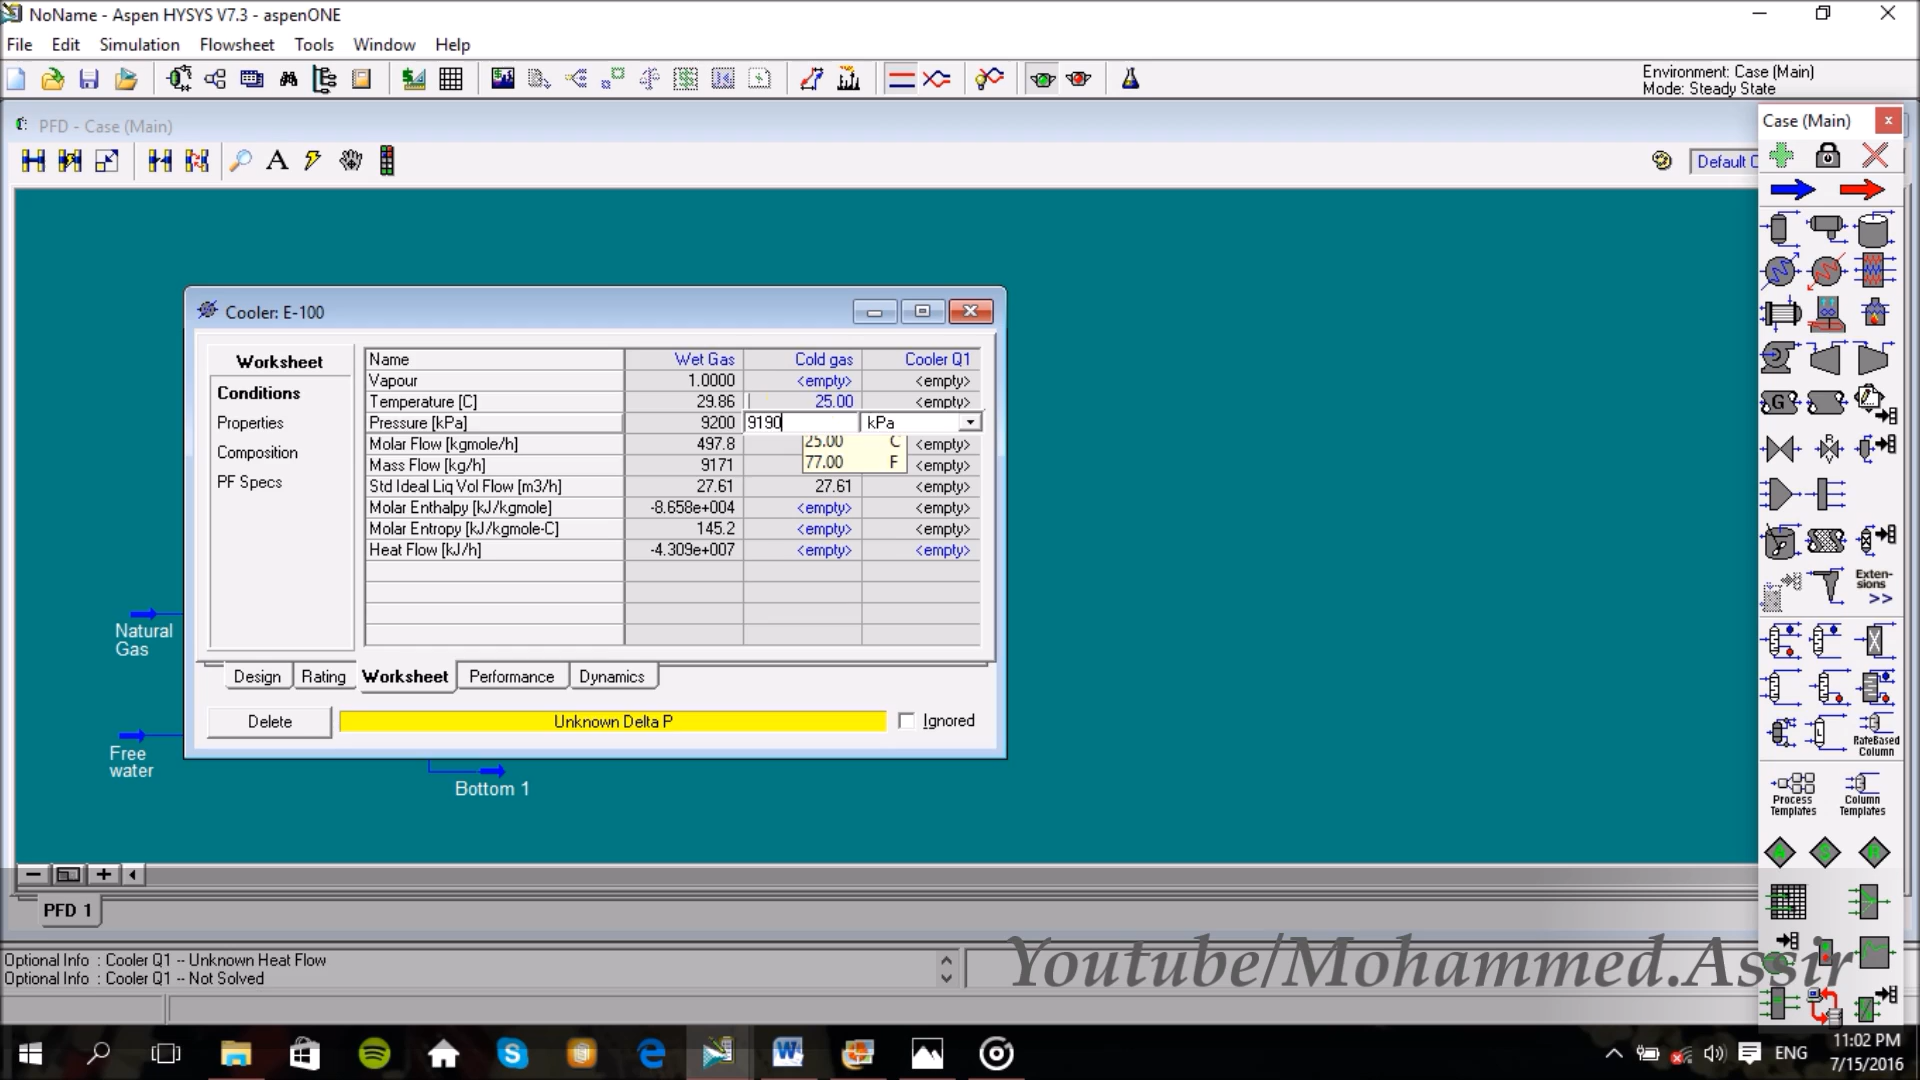 NoName - Aspen HYSYS V7.3 - aspenONE
File Edit Simulation Flowsheet Tools Window Help
Environment: Case (Main)
Mode: Steady State
PFD - Case (Main)
Case (Main)
Default C
Cooler: E-100
Worksheet
Conditions
Properties
Composition
PF Specs
Name Wet Gas Cold gas Cooler Q1
Vapour 1.0000 <empty> <empty>
Temperature [C] 29.86 25.00 <empty>
Pressure [kPa] 9200 9190 kPa
Molar Flow [kgmole/h] 497.8 25.00 C <empty>
Mass Flow [kg/h] 9171 77.00 F <empty>
Std Ideal Liq Vol Flow [m3/h] 27.61 27.61 <empty>
Molar Enthalpy [kJ/kgmole] -8.658e+004 <empty> <empty>
Molar Entropy [kJ/kgmole-C] 145.2 <empty> <empty>
Heat Flow [kJ/h] -4.309e+007 <empty> <empty>
Design Rating Worksheet Performance Dynamics
Delete Unknown Delta P Ignored
Natural
Gas
Free
water
Bottom 1
Exten-
sions
>>
RateBased
Column
Process
Templates
Column
Templates
PFD 1
Optional Info : Cooler Q1 -- Unknown Heat Flow
Optional Info : Cooler Q1 -- Not Solved
Youtube/Mohammed.Assir
ENG
11:02 PM
7/15/2016